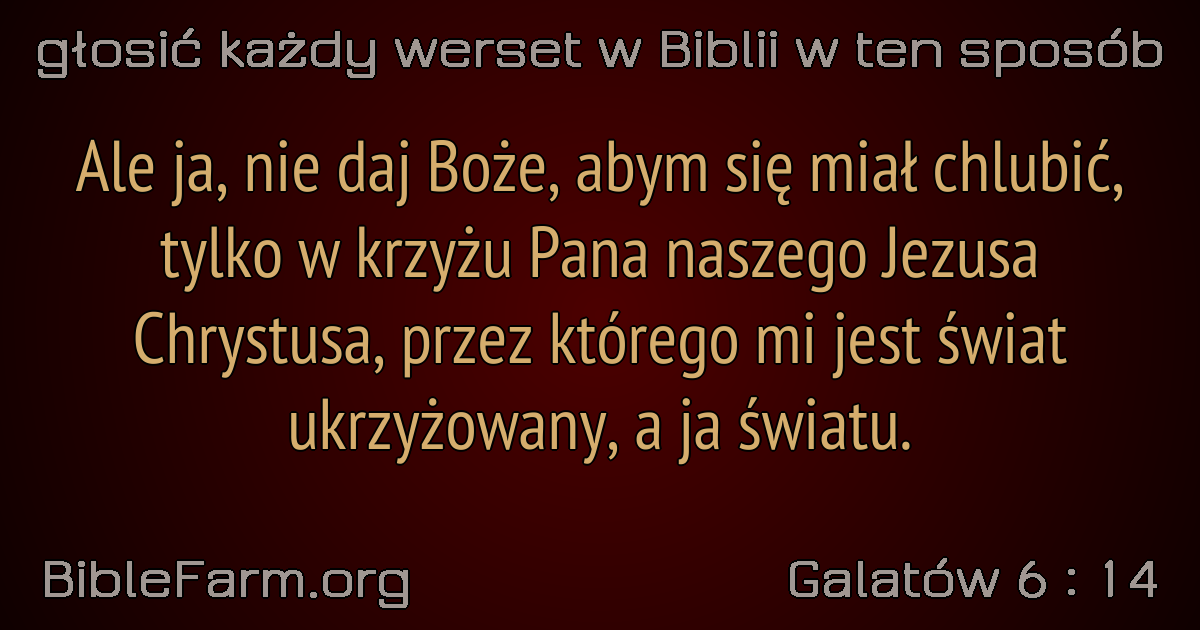 głosić każdy werset w Biblii w ten sposób
Ale ja, nie daj Boże, abym się miał chlubić,
tylko w krzyżu Pana naszego Jezusa
Chrystusa, przez którego mi jest świat
ukrzyżowany, a ja światu.
BibleFarm.org
Galatów 6 : 14